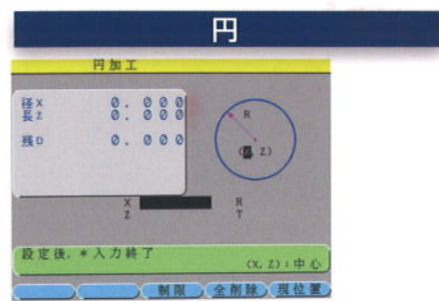 円
円加工
径X 0.000
長Z 0.000
残D 0.000
R
(X, Z)
X R
Z T
設定後,*入力終了
(X, Z):中心
制限 全削除 現位置